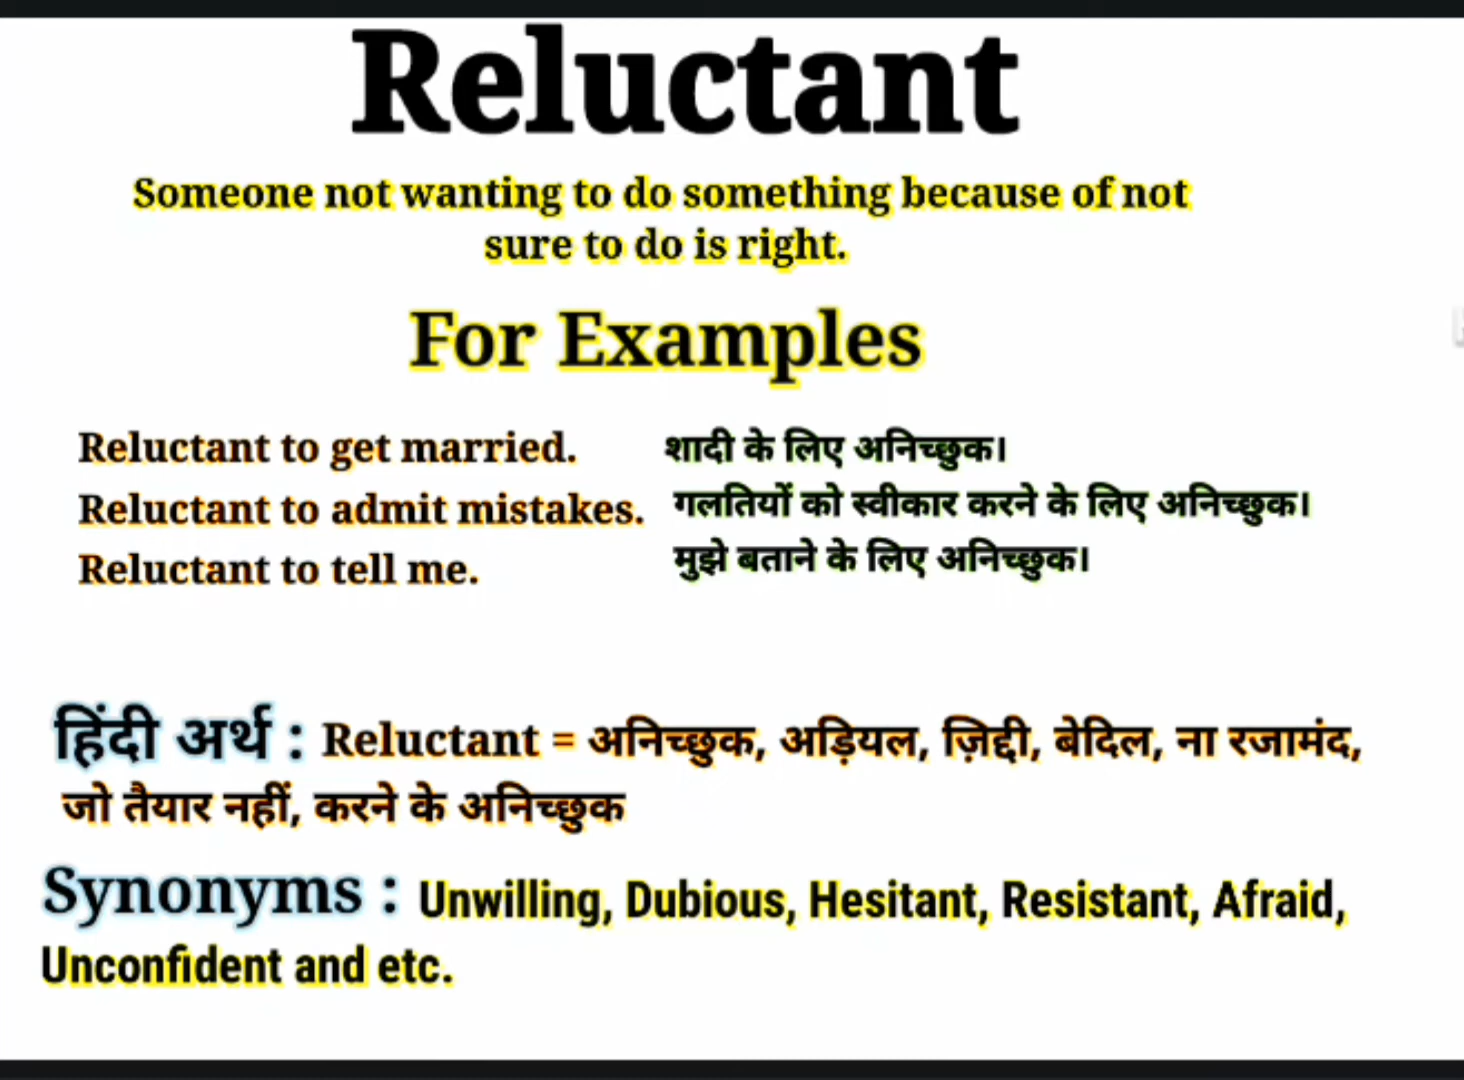 Reluctant
Someone not wanting to do something because of not
sure to do is right.
For Examples
Reluctant to get married. शादी के लिए अनिच्छुक।
Reluctant to admit mistakes. गलतियों को स्वीकार करने के लिए अनिच्छुक।
Reluctant to tell me. मुझे बताने के लिए अनिच्छुक।
हिंदी अर्थ : Reluctant = अनिच्छुक, अड़ियल, ज़िद्दी, बेदिल, ना रजामंद,
जो तैयार नहीं, करने के अनिच्छुक
Synonyms : Unwilling, Dubious, Hesitant, Resistant, Afraid,
Unconfident and etc.